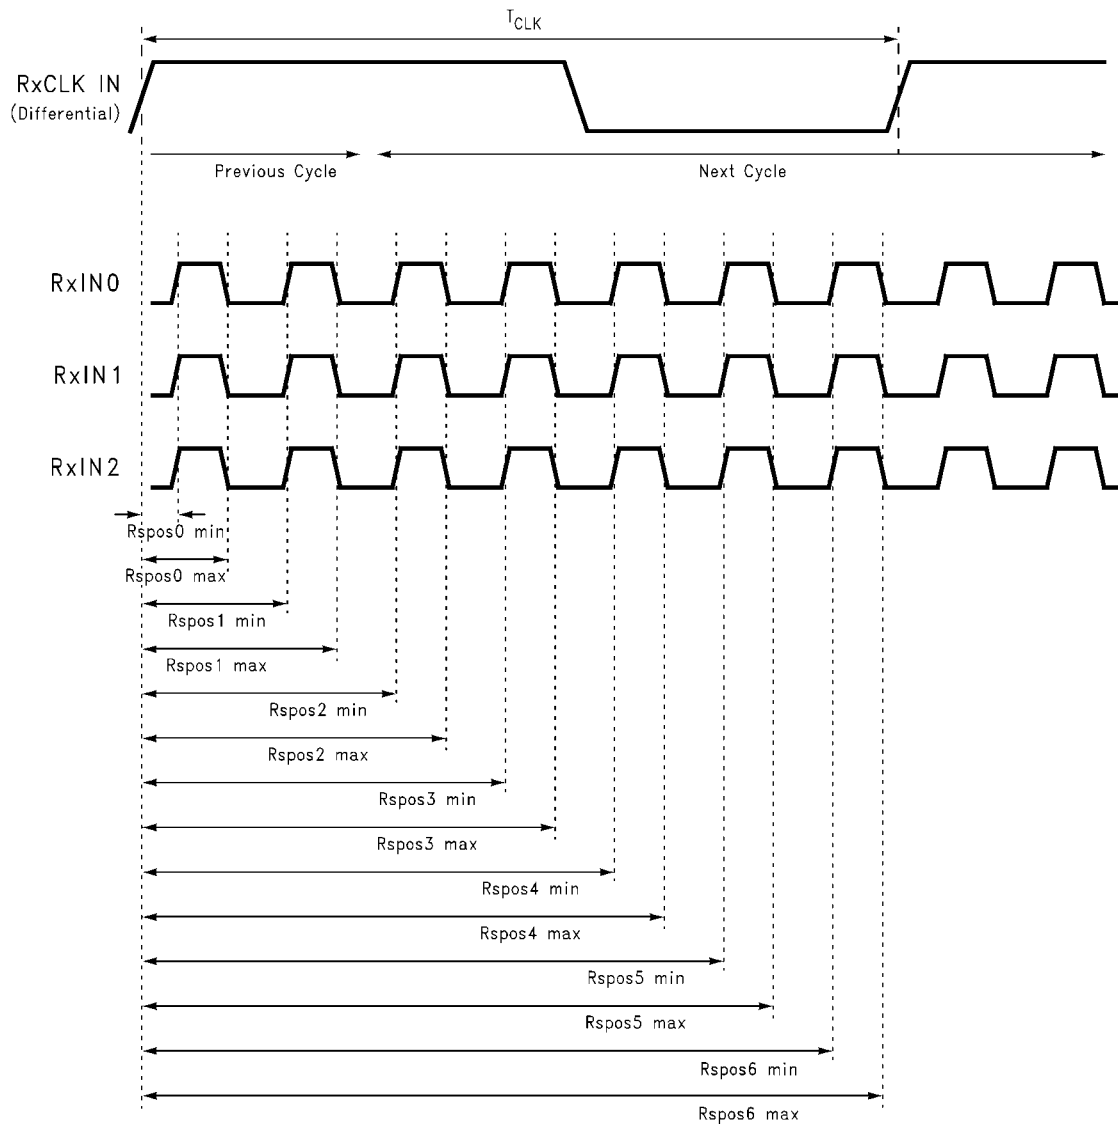 T_CLK
RxCLK IN
(Differential)
Previous Cycle
Next Cycle
RxIN0
RxIN1
RxIN2
Rspos0 min
Rspos0 max
Rspos1 min
Rspos1 max
Rspos2 min
Rspos2 max
Rspos3 min
Rspos3 max
Rspos4 min
Rspos4 max
Rspos5 min
Rspos5 max
Rspos6 min
Rspos6 max